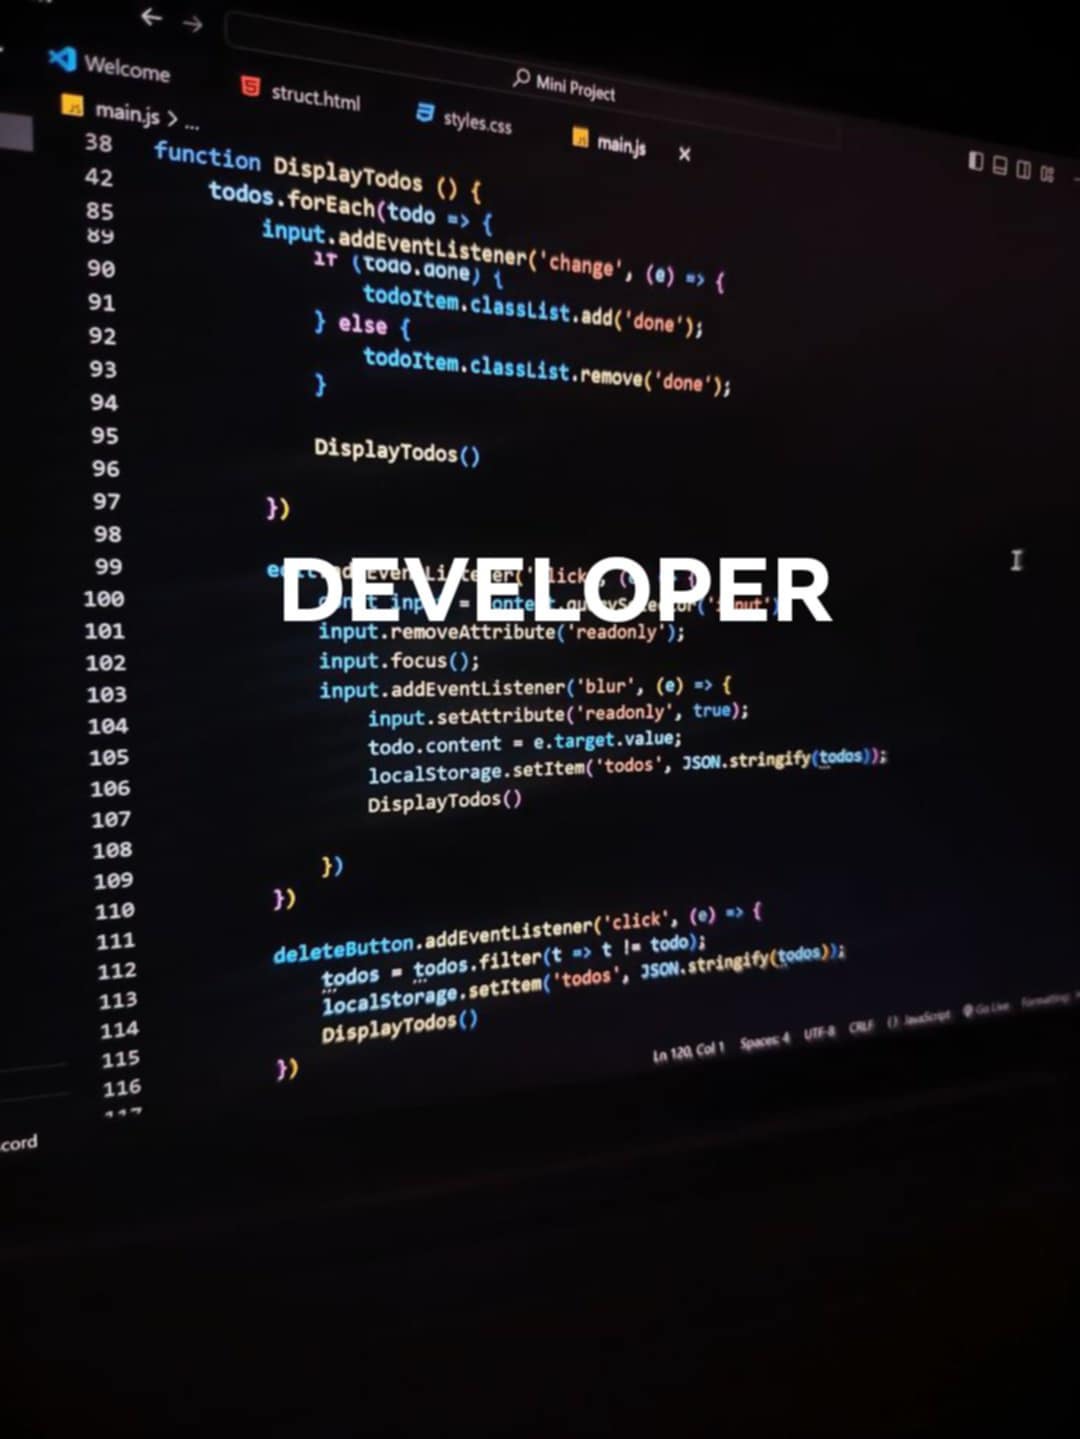 Mini Project
Welcome
struct.html
styles.css
main.js
main.js > ...
38 function DisplayTodos () {
42 todos.forEach(todo => {
85 input.addEventListener('change', (e) => {
89 if (todo.done) {
90 todoItem.classList.add('done');
91 } else {
92 todoItem.classList.remove('done');
93 }
94
95 DisplayTodos()
96
97 })
98
99 edit.addEventListener('click', (e) => {
100 const input = content.querySelector('input')
101 input.removeAttribute('readonly');
102 input.focus();
103 input.addEventListener('blur', (e) => {
104 input.setAttribute('readonly', true);
105 todo.content = e.target.value;
106 localStorage.setItem('todos', JSON.stringify(todos));
107 DisplayTodos()
108
109 })
110 })
111
112 deleteButton.addEventListener('click', (e) => {
113 todos = todos.filter(t => t != todo);
114 localStorage.setItem('todos', JSON.stringify(todos));
115 DisplayTodos()
116 })
DEVELOPER
Ln 120, Col 1 Spaces: 4 UTF-8 CRLF {} JavaScript Go Live Formatting
cord